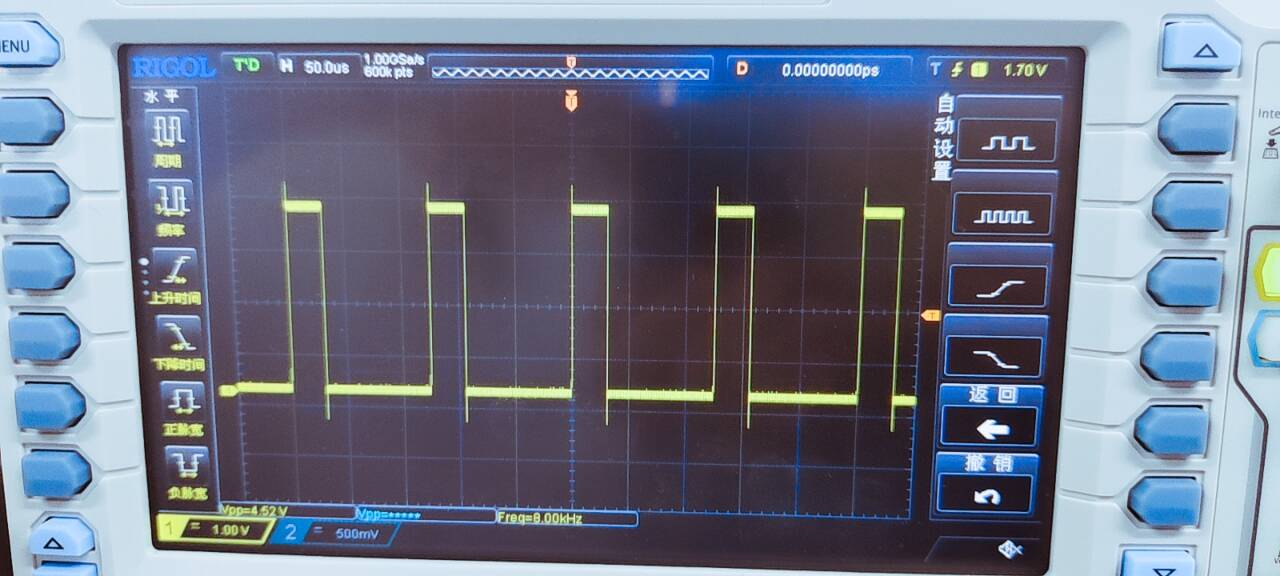 MENU
RIGOL
T'D
H 50.0us
1.00GSa/s
600k pts
T
D 0.00000000ps
T 1 1.70V
水平
T
自动设置
周期
频率
上升时间
下降时间
正脉宽
负脉宽
T
返回
撤销
Vpp=4.52V
Vpp=*****
Freq=8.00kHz
1 = 1.00V
2 = 500mV